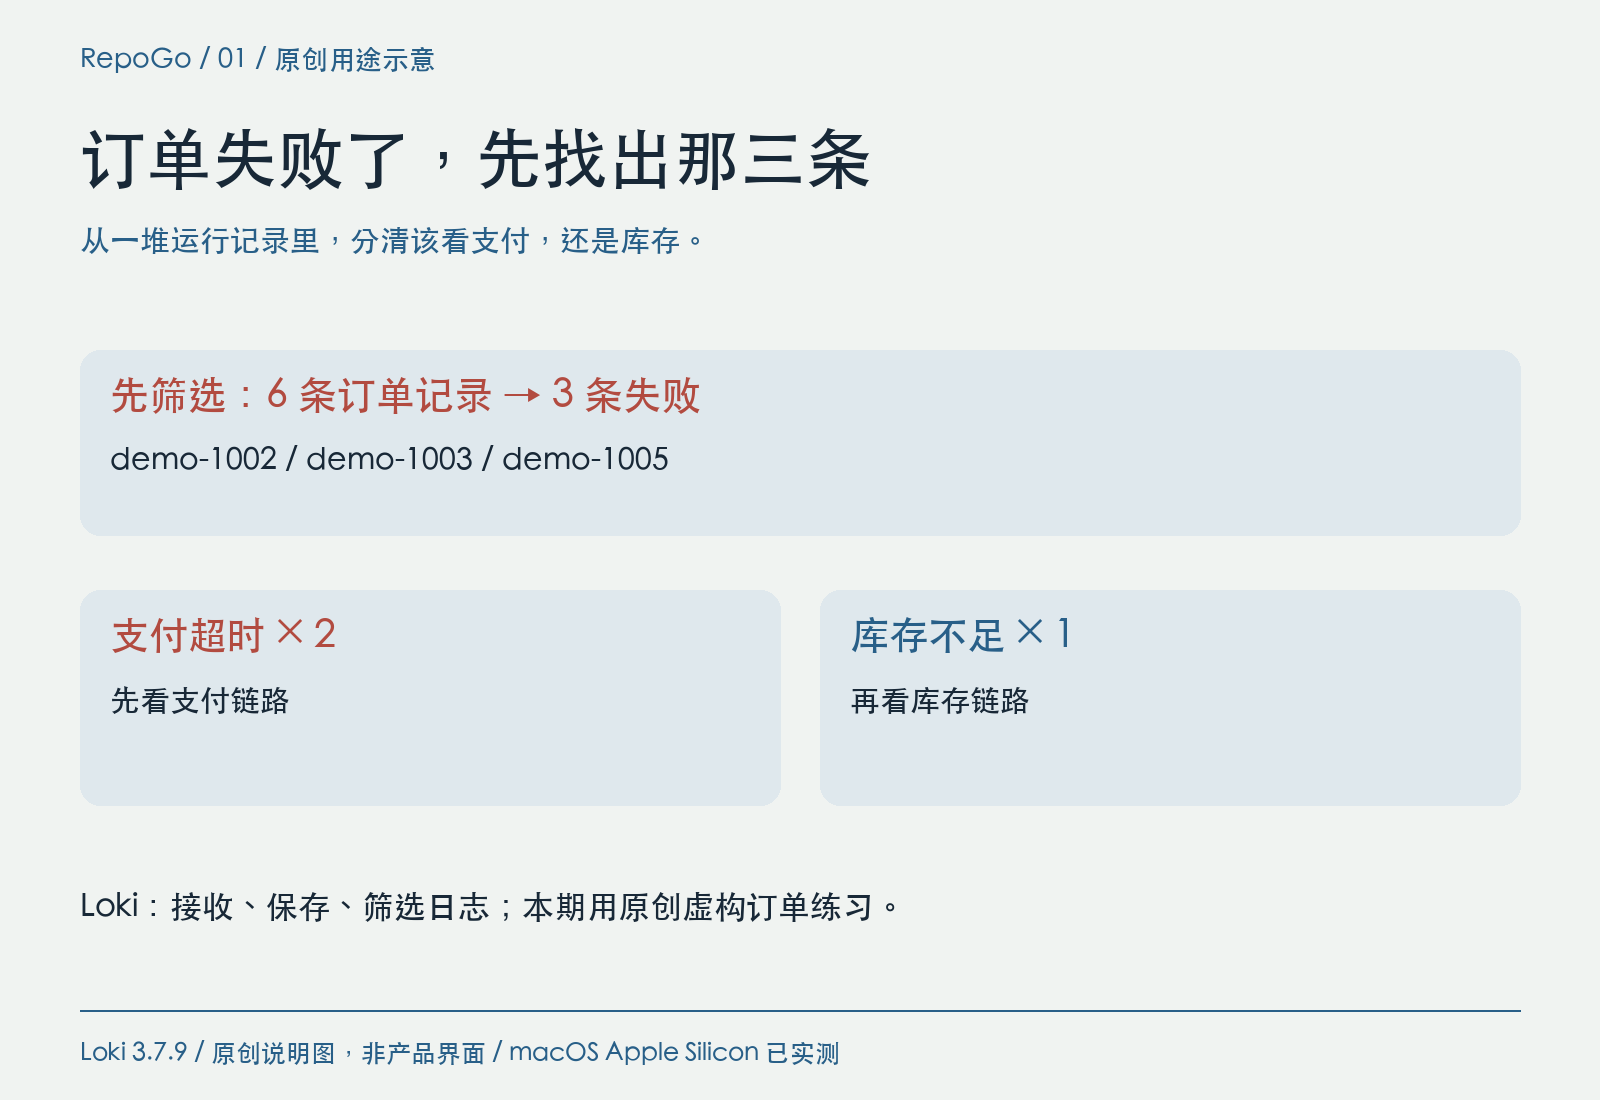 RepoGo / 01 / 原创用途示意
订单失败了，先找出那三条
从一堆运行记录里，分清该看支付，还是库存。
先筛选：6 条订单记录 → 3 条失败
demo-1002 / demo-1003 / demo-1005
支付超时 × 2
先看支付链路
库存不足 × 1
再看库存链路
Loki：接收、保存、筛选日志；本期用原创虚构订单练习。
Loki 3.7.9 / 原创说明图，非产品界面 / macOS Apple Silicon 已实测